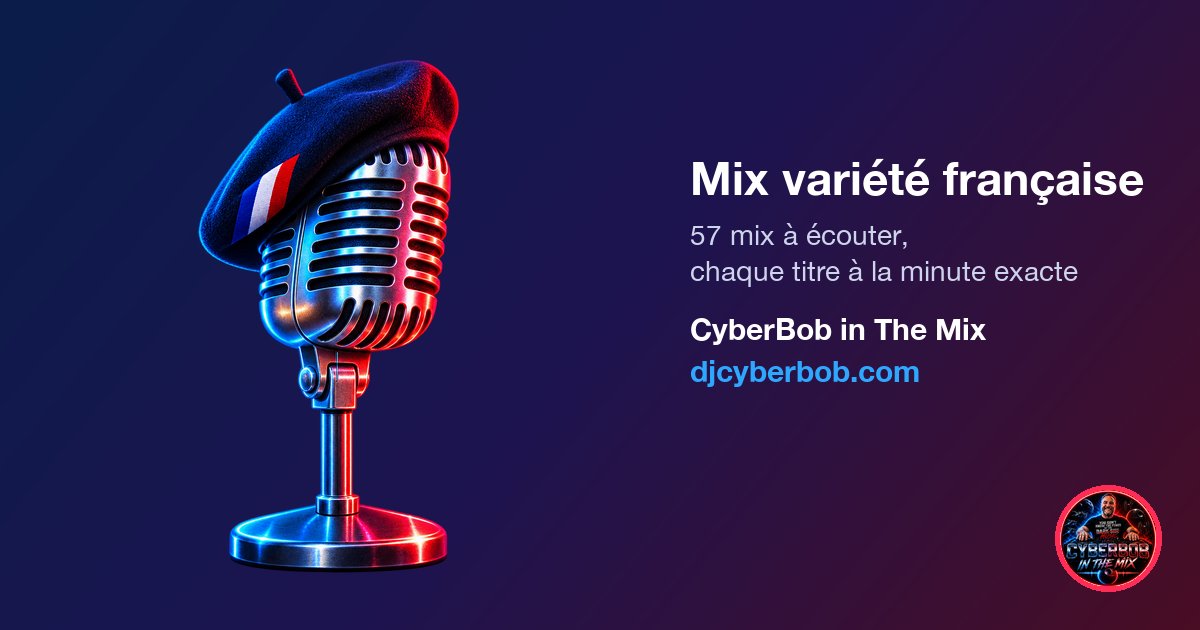 Mix variété française
57 mix à écouter,
chaque titre à la minute exacte
CyberBob in The Mix
djcyberbob.com
CYBERBOB
IN THE MIX